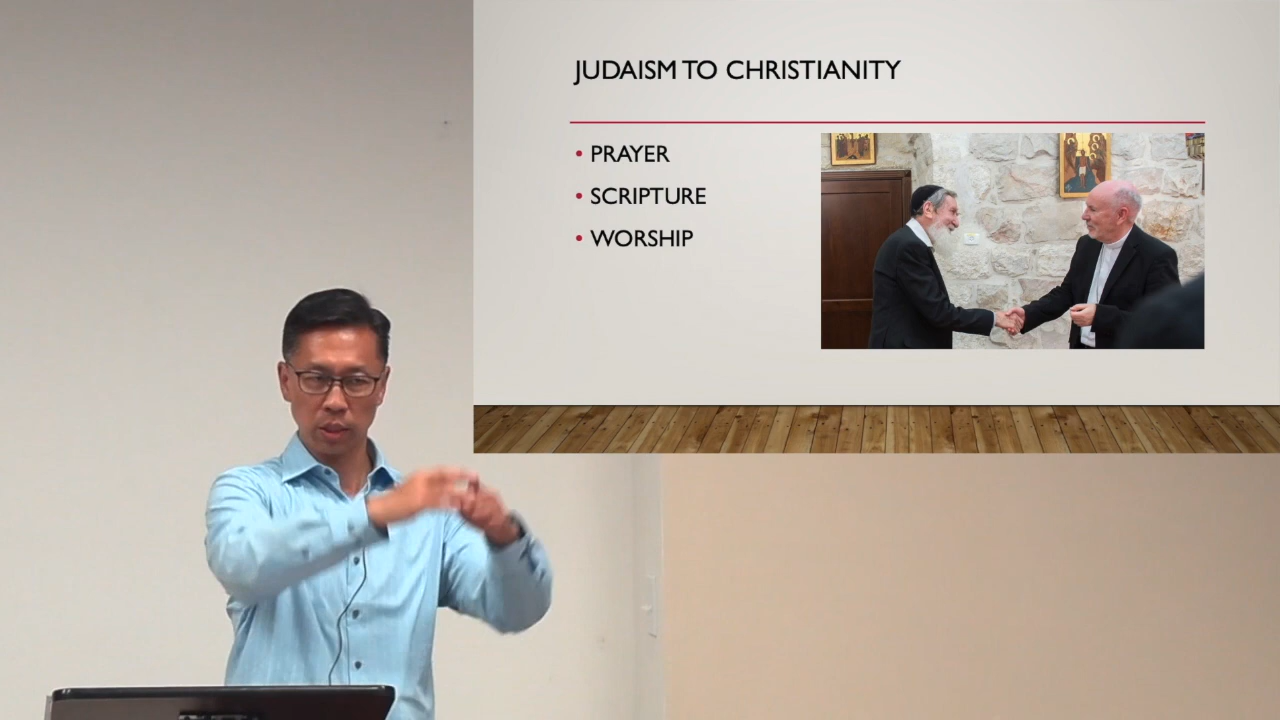 JUDAISM TO CHRISTIANITY
• PRAYER
• SCRIPTURE
• WORSHIP